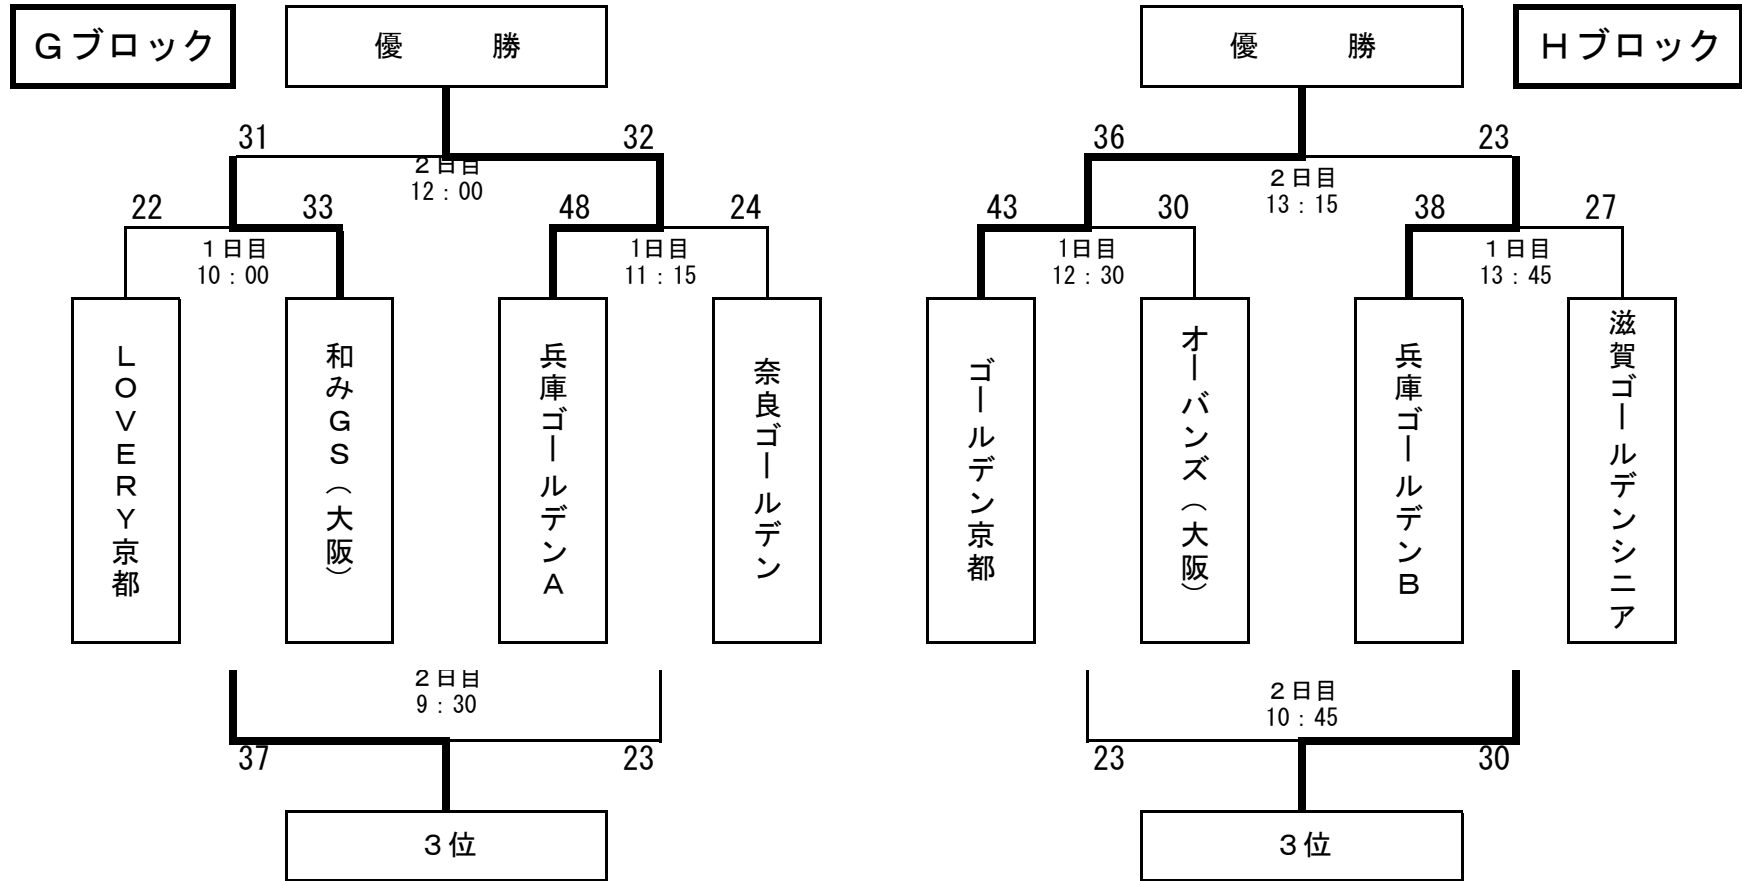 Ｇブロック
優　　勝
31
32
２日目
12：00
22
33
48
24
１日目
10：00
1日目
11：15
ＬＯＶＥＲＹ京都
和みＧＳ（大阪）
兵庫ゴールデンＡ
奈良ゴールデン
２日目
9：30
37
23
３位
Ｈブロック
優　　勝
36
23
２日目
13：15
43
30
38
27
1日目
12：30
１日目
13：45
ゴールデン京都
オーバンズ（大阪）
兵庫ゴールデンＢ
滋賀ゴールデンシニア
２日目
10：45
23
30
３位